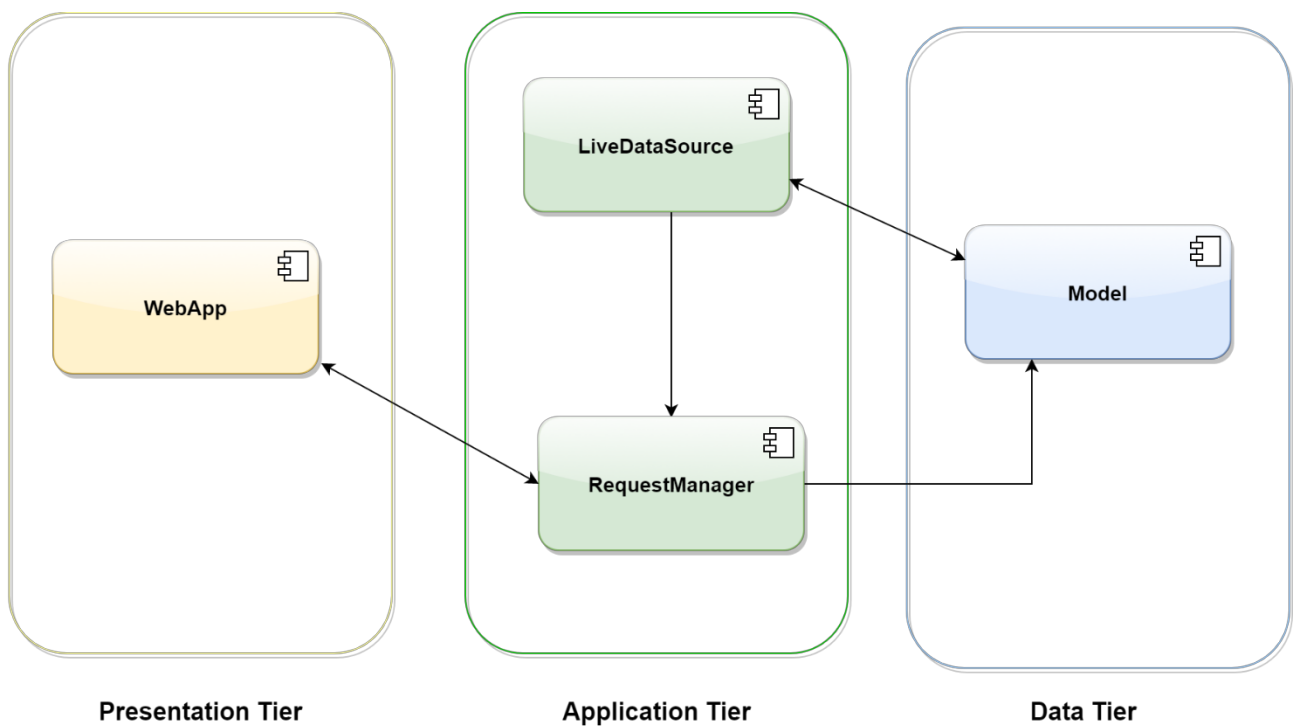 LiveDataSource
WebApp
Model
RequestManager
Presentation Tier
Application Tier
Data Tier